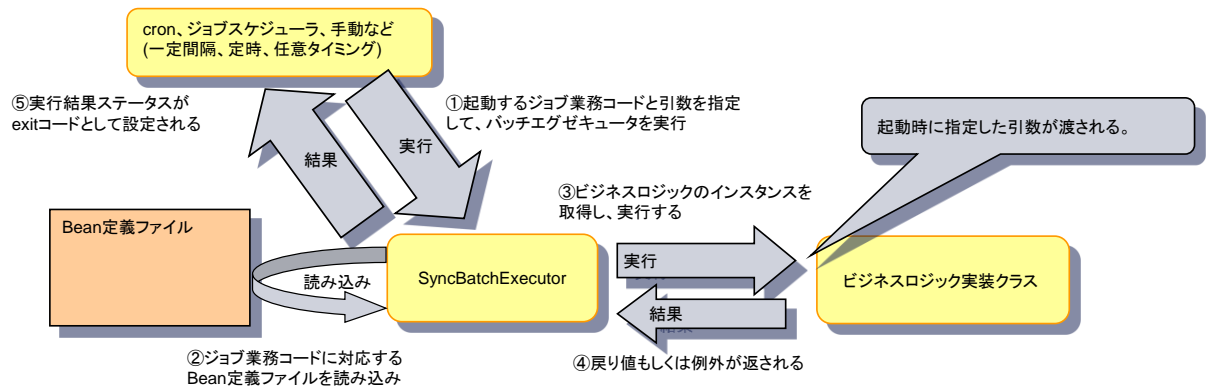 cron、ジョブスケジューラ、手動など
(一定間隔、定時、任意タイミング)
⑤実行結果ステータスが
exitコードとして設定される
①起動するジョブ業務コードと引数を指定
して、バッチエグゼキュータを実行
起動時に指定した引数が渡される。
結果
実行
③ビジネスロジックのインスタンスを
取得し、実行する
Bean定義ファイル
読み込み
SyncBatchExecutor
実行
結果
ビジネスロジック実装クラス
②ジョブ業務コードに対応する
Bean定義ファイルを読み込み
④戻り値もしくは例外が返される